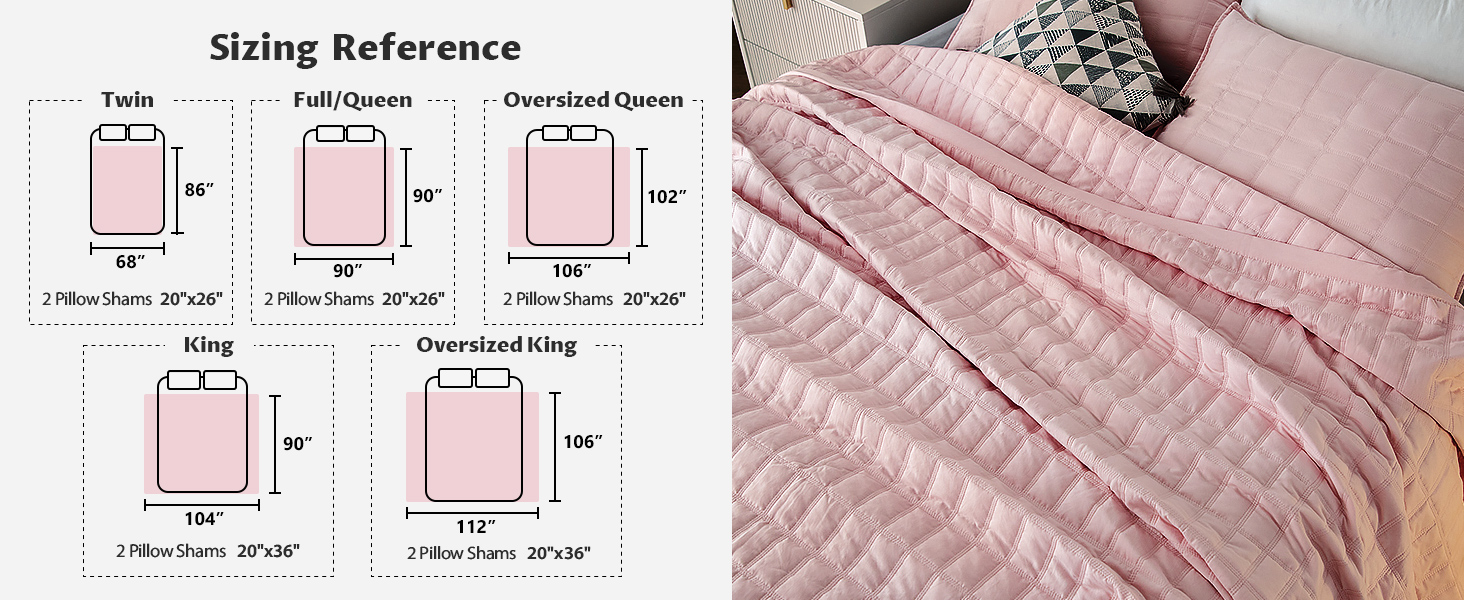 Sizing Reference
Twin
86”
68”
2 Pillow Shams 20"x26"
Full/Queen
90”
90”
2 Pillow Shams 20"x26"
Oversized Queen
102”
106”
2 Pillow Shams 20"x26"
King
90”
104”
2 Pillow Shams 20"x36"
Oversized King
106”
112”
2 Pillow Shams 20"x36"